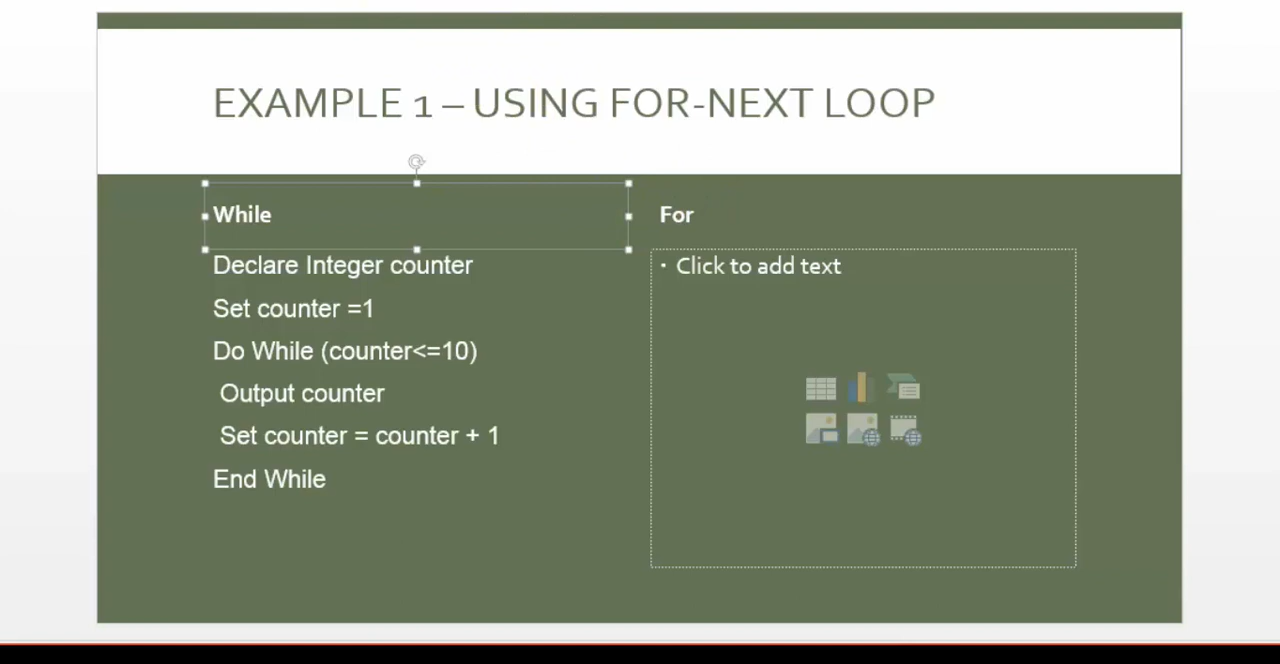 EXAMPLE 1 – USING FOR-NEXT LOOP
While
Declare Integer counter
Set counter =1
Do While (counter<=10)
Output counter
Set counter = counter + 1
End While
For
· Click to add text